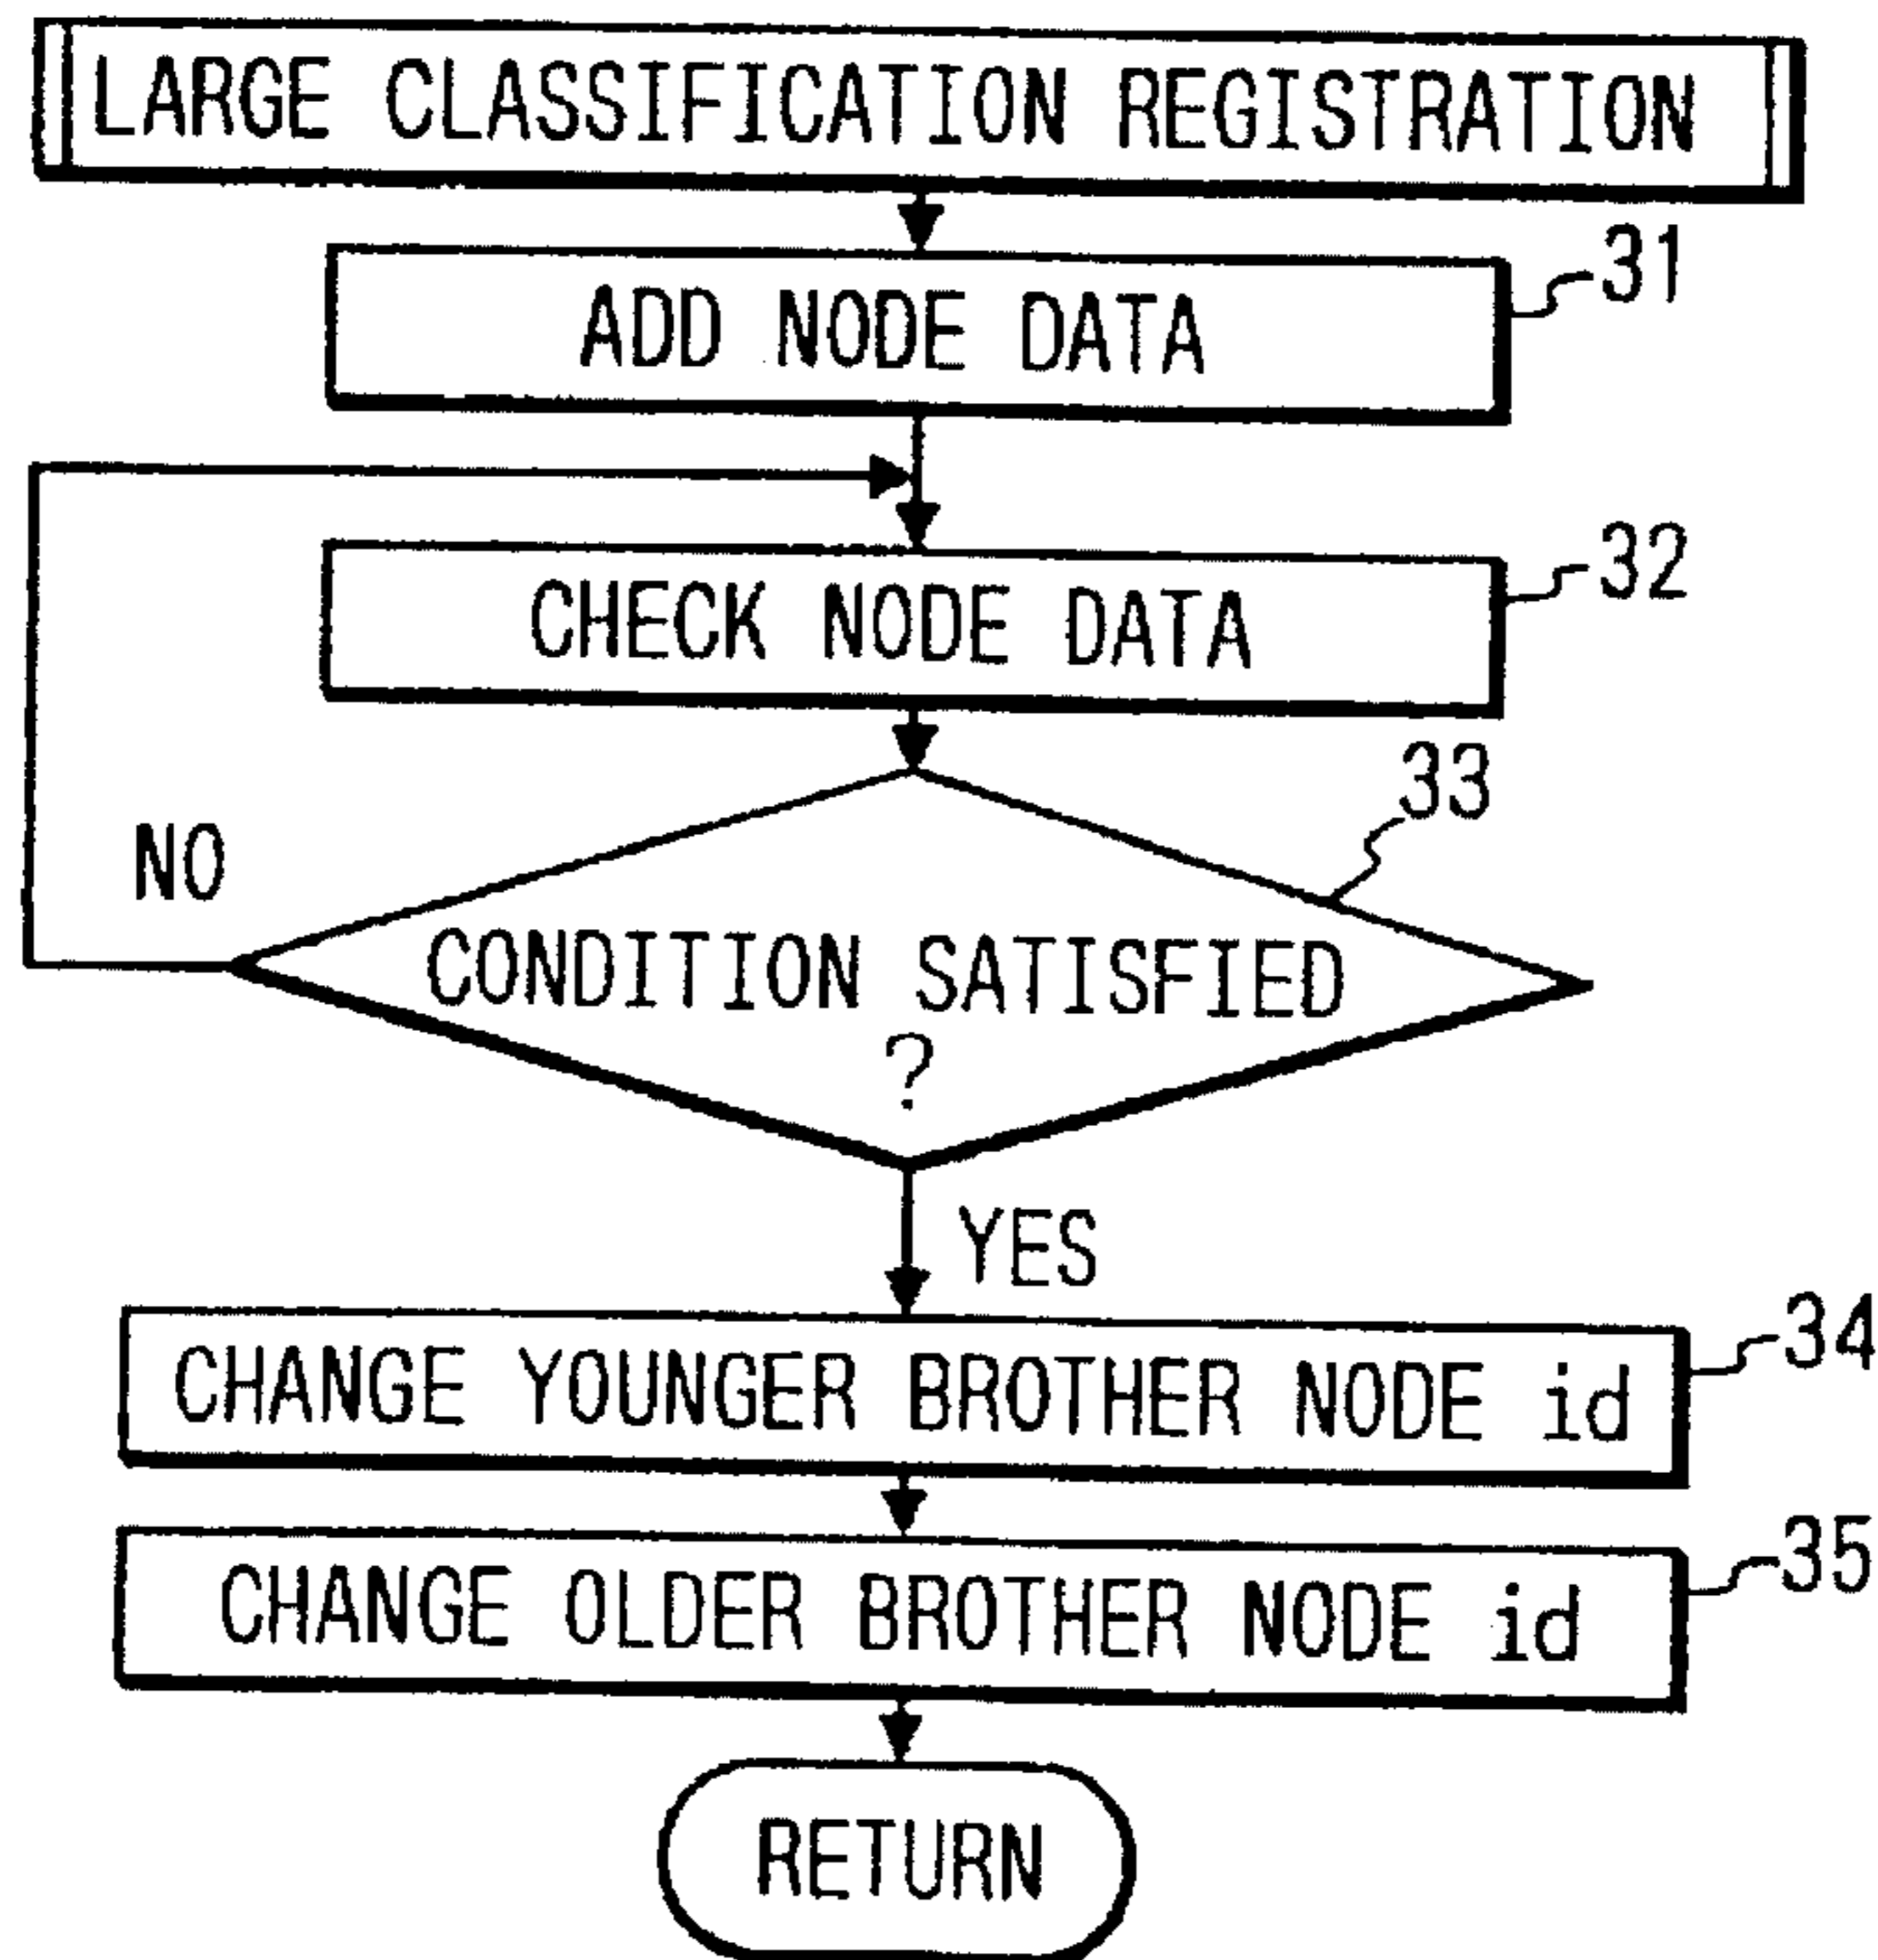 LARGE CLASSIFICATION REGISTRATION
31
ADD NODE DATA
32
CHECK NODE DATA
33
NO
CONDITION SATISFIED
?
YES
34
CHANGE YOUNGER BROTHER NODE id
35
CHANGE OLDER BROTHER NODE id
RETURN